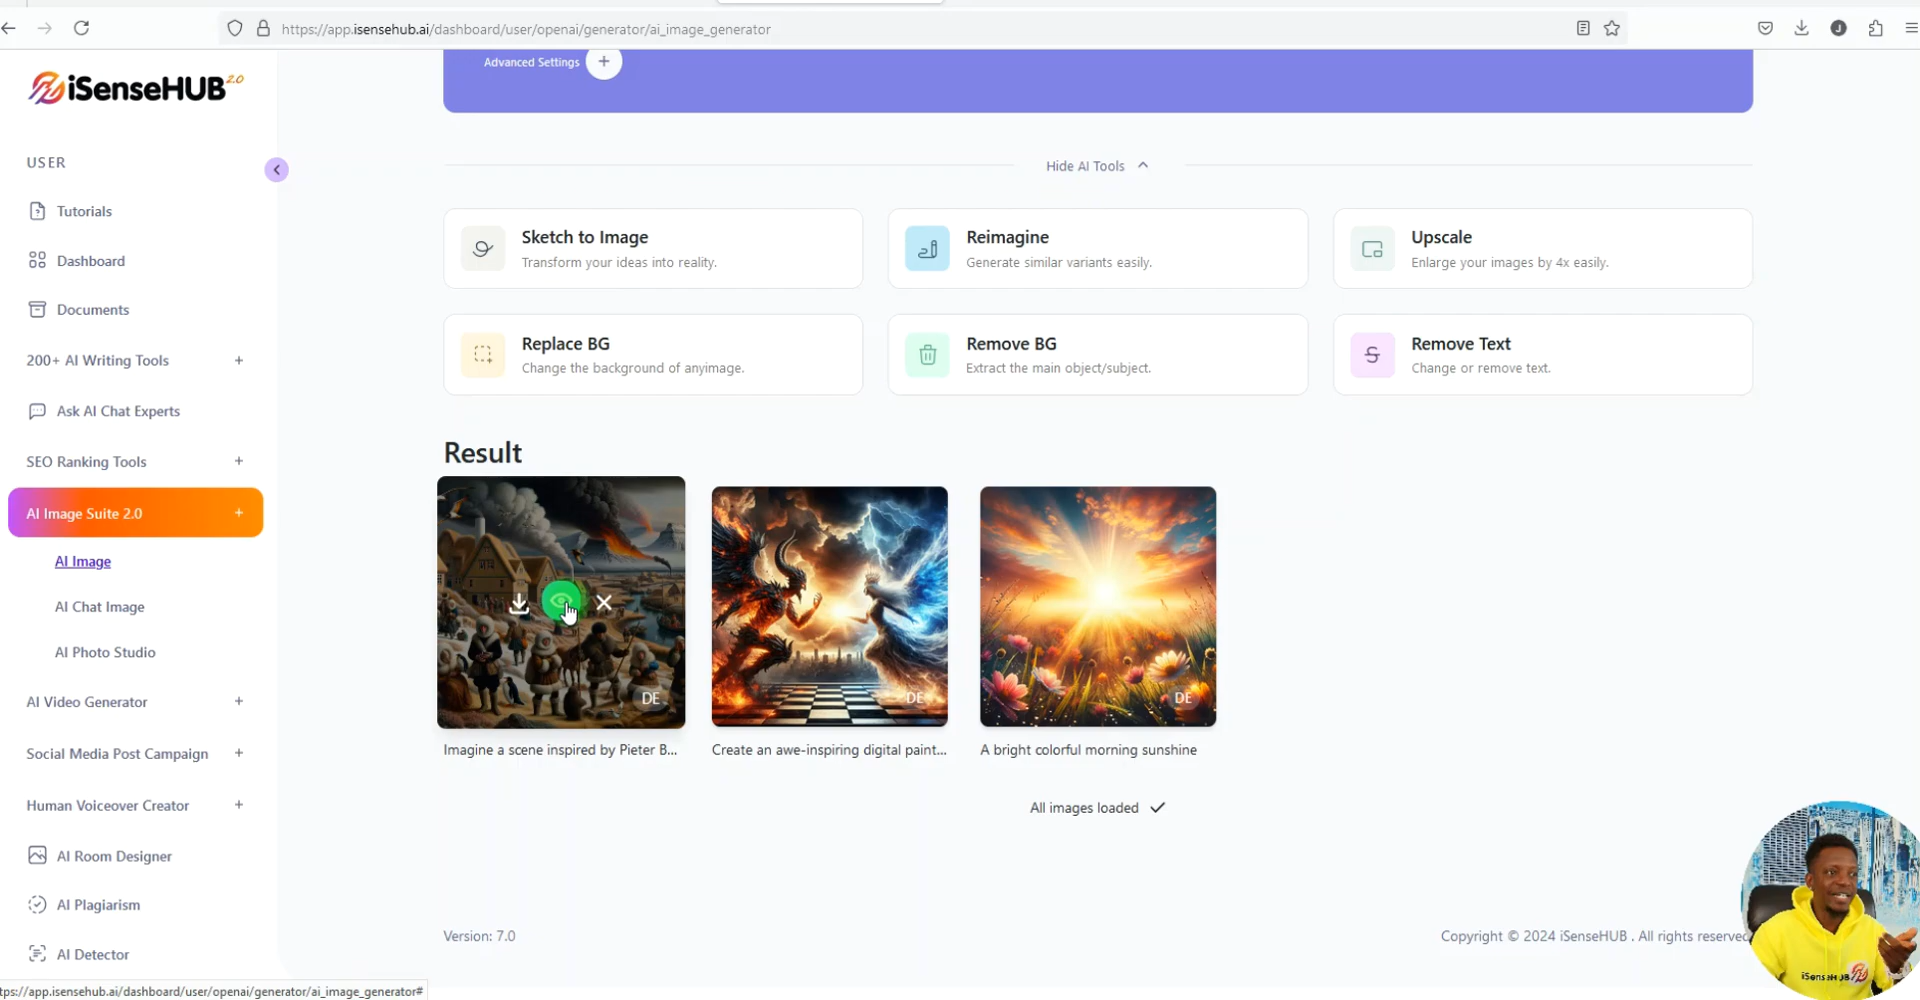 https://app.isensehub.ai/dashboard/user/openai/generator/ai_image_generator
iSenseHUB 2.0
USER
Tutorials
Dashboard
Documents
200+ AI Writing Tools
Ask AI Chat Experts
SEO Ranking Tools
AI Image Suite 2.0
AI Image
AI Chat Image
AI Photo Studio
AI Video Generator
Social Media Post Campaign
Human Voiceover Creator
AI Room Designer
AI Plagiarism
AI Detector
Advanced Settings
Hide AI Tools
Sketch to Image
Transform your ideas into reality.
Reimagine
Generate similar variants easily.
Upscale
Enlarge your images by 4x easily.
Replace BG
Change the background of anyimage.
Remove BG
Extract the main object/subject.
Remove Text
Change or remove text.
Result
DE
DE
DE
Imagine a scene inspired by Pieter B...
Create an awe-inspiring digital paint...
A bright colorful morning sunshine
All images loaded
Version: 7.0
Copyright © 2024 iSenseHUB . All rights reserved
iSenseHUB
J
tps://app.isensehub.ai/dashboard/user/openai/generator/ai_image_generator#